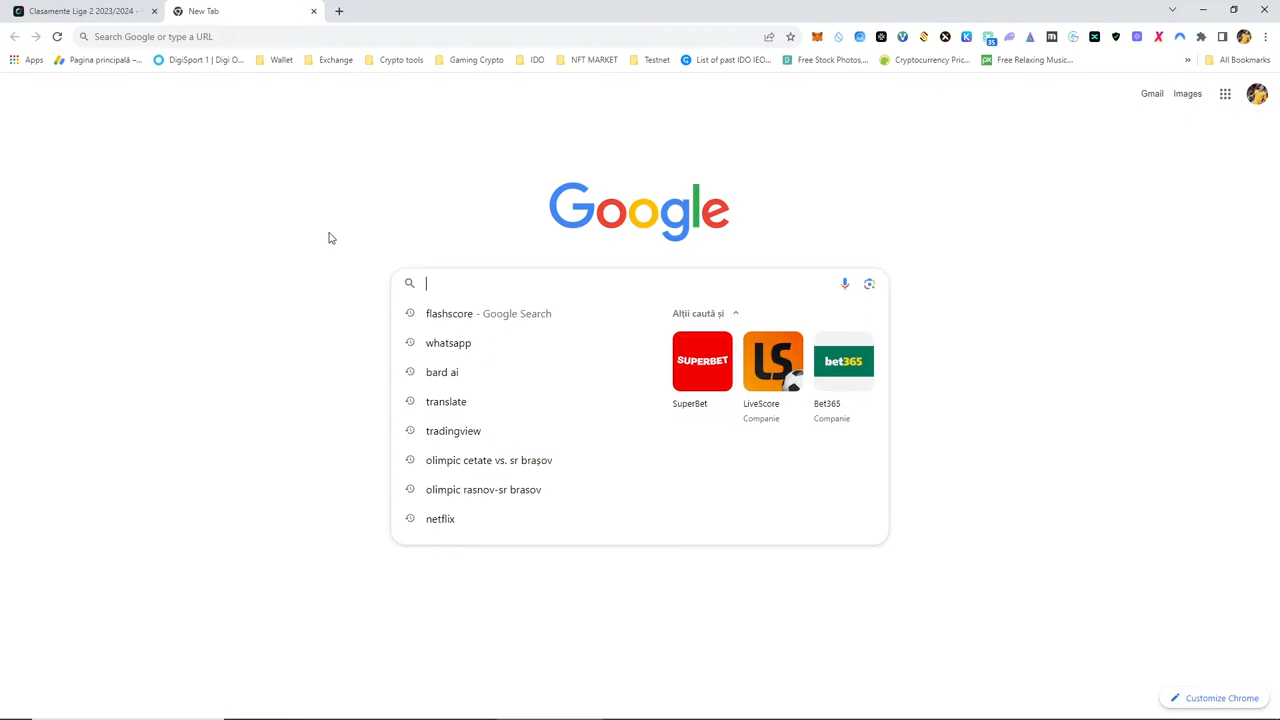 Clasamente Liga 2 2023/2024 -
New Tab
Search Google or type a URL
35
Apps
Pagina principală –...
DigiSport 1 | Digi O...
Wallet
Exchange
Crypto tools
Gaming Crypto
IDO
NFT MARKET
Testnet
List of past IDO IEO...
Free Stock Photos,...
Cryptocurrency Pric...
Free Relaxing Music...
»
All Bookmarks
Gmail
Images
Google
flashscore - Google Search
whatsapp
bard ai
translate
tradingview
olimpic cetate vs. sr brașov
olimpic rasnov-sr brasov
netflix
Alții caută și
SUPERBET
LS
bet365
SuperBet
LiveScore
Bet365
Companie
Companie
Customize Chrome